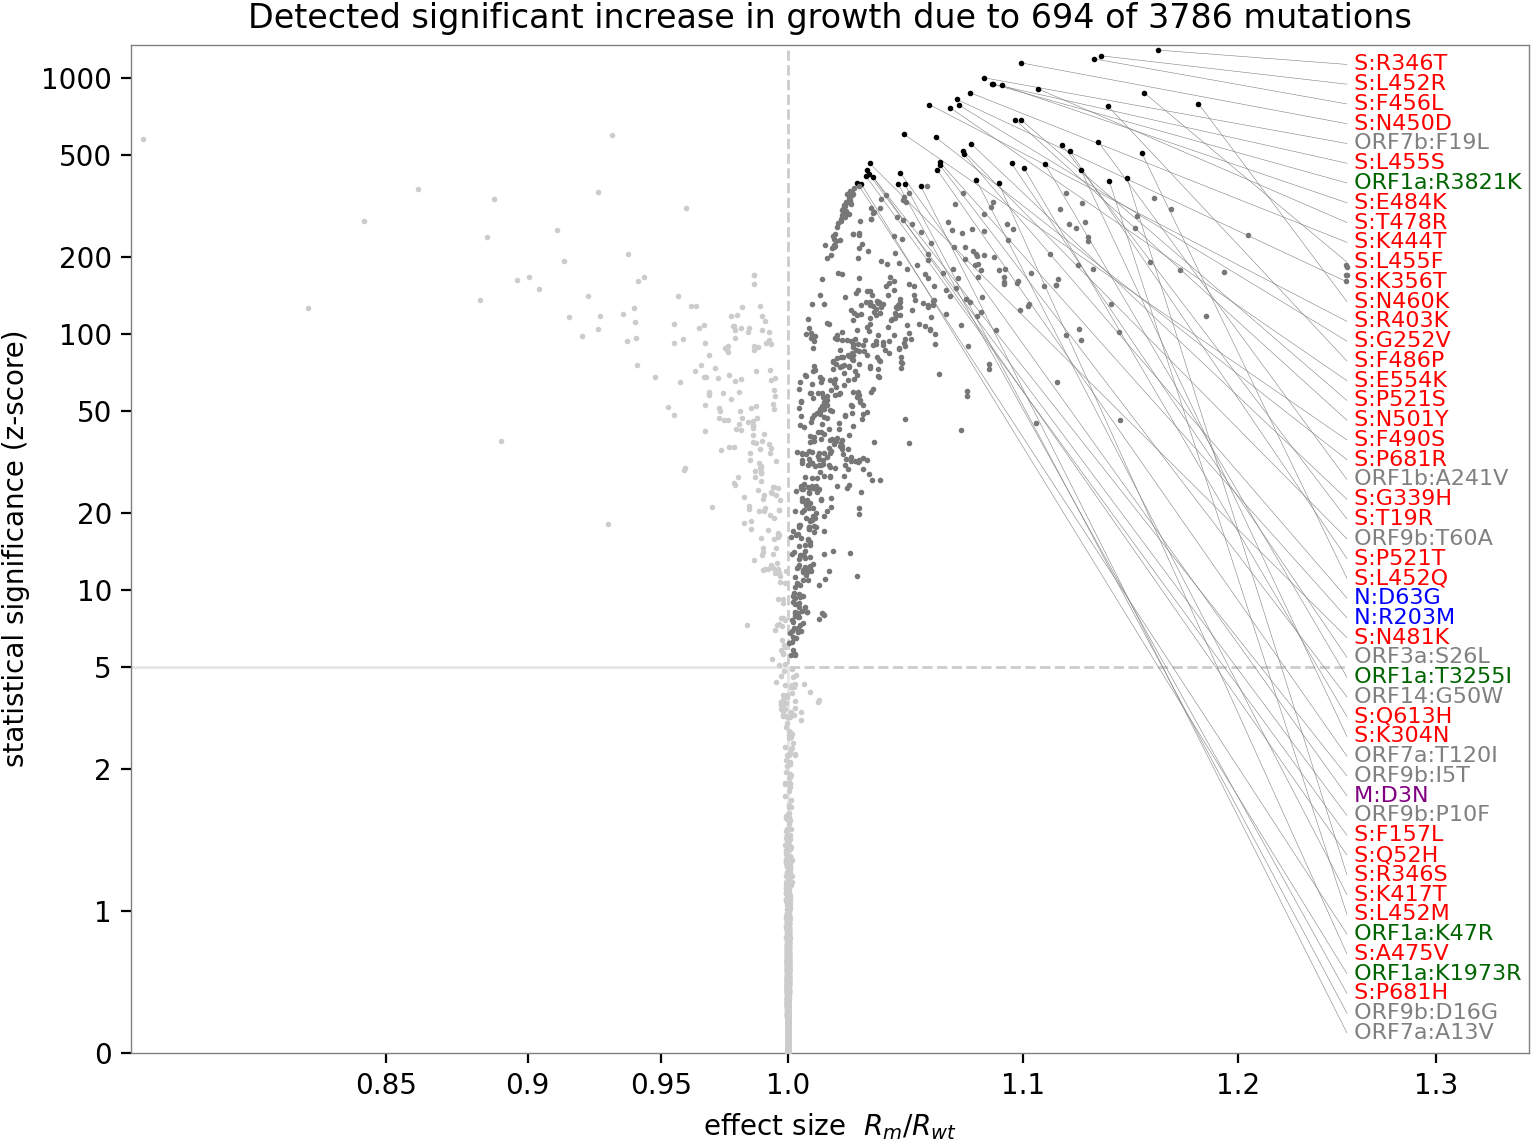 Detected significant increase in growth due to 694 of 3786 mutations
statistical significance (z-score)
1000
500
200
100
50
20
10
5
2
1
0
0.85
0.9
0.95
1.0
1.1
1.2
1.3
effect size Rm/Rwt
S:R346T
S:L452R
S:F456L
S:N450D
ORF7b:F19L
S:L455S
ORF1a:R3821K
S:E484K
S:T478R
S:K444T
S:L455F
S:K356T
S:N460K
S:R403K
S:G252V
S:F486P
S:E554K
S:P521S
S:N501Y
S:F490S
S:P681R
ORF1b:A241V
S:G339H
S:T19R
ORF9b:T60A
S:P521T
S:L452Q
N:D63G
N:R203M
S:N481K
ORF3a:S26L
ORF1a:T3255I
ORF14:G50W
S:Q613H
S:K304N
ORF7a:T120I
ORF9b:I5T
M:D3N
ORF9b:P10F
S:F157L
S:Q52H
S:R346S
S:K417T
S:L452M
ORF1a:K47R
S:A475V
ORF1a:K1973R
S:P681H
ORF9b:D16G
ORF7a:A13V